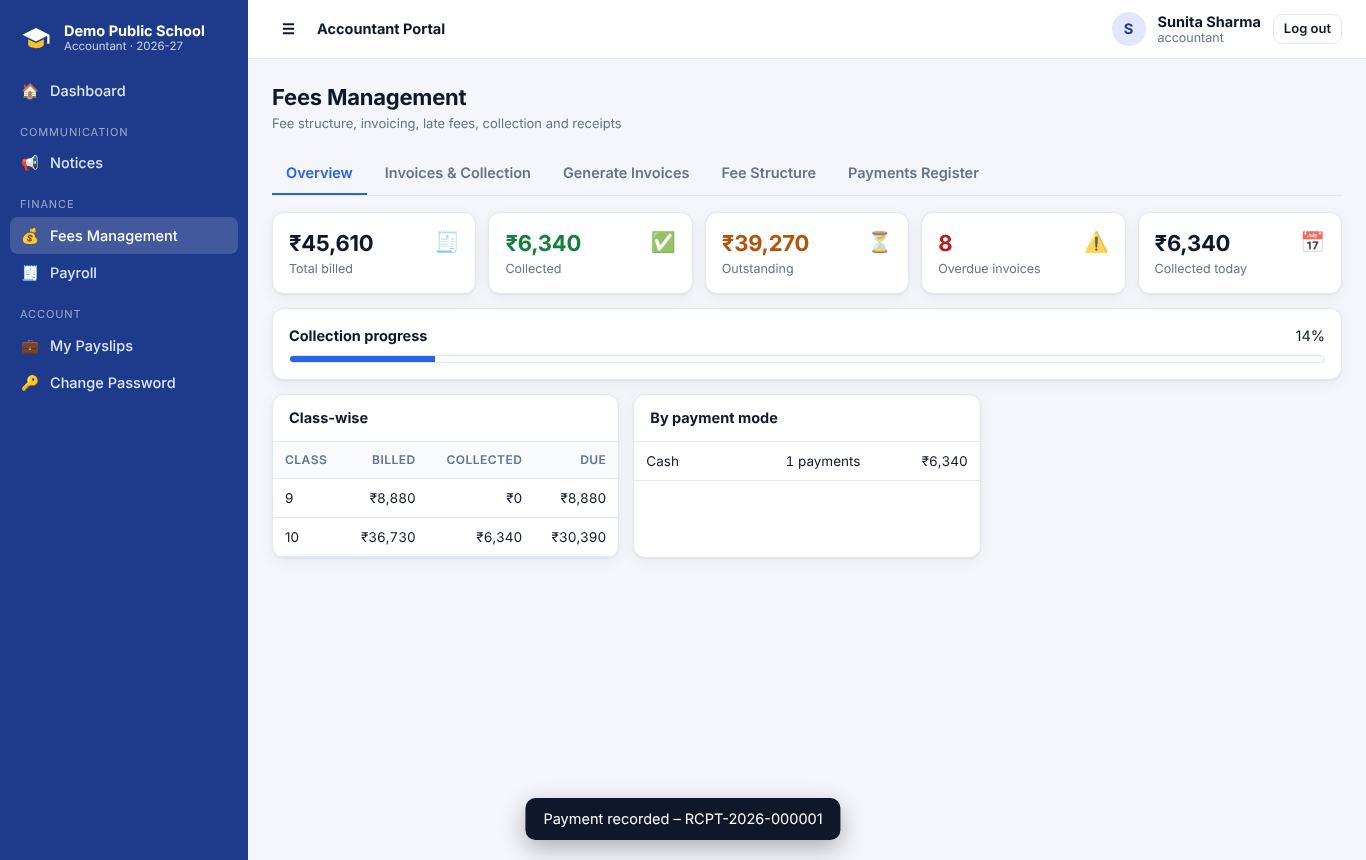 Demo Public School
Accountant · 2026-27
Dashboard
COMMUNICATION
Notices
FINANCE
Fees Management
Payroll
ACCOUNT
My Payslips
Change Password
Accountant Portal
S
Sunita Sharma
accountant
Log out
Fees Management
Fee structure, invoicing, late fees, collection and receipts
Overview Invoices & Collection Generate Invoices Fee Structure Payments Register
₹45,610
Total billed
₹6,340
Collected
₹39,270
Outstanding
8
Overdue invoices
₹6,340
Collected today
Collection progress 14%
Class-wise
CLASS BILLED COLLECTED DUE
9 ₹8,880 ₹0 ₹8,880
10 ₹36,730 ₹6,340 ₹30,390
By payment mode
Cash 1 payments ₹6,340
Payment recorded – RCPT-2026-000001